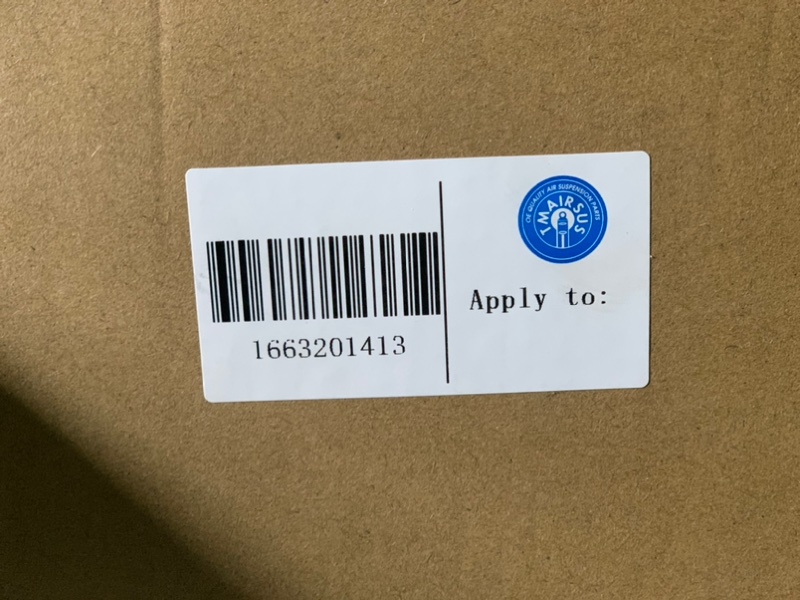 OE QUALITY AIR SUSPENSION PARTS
TMAIRSUS
Apply to:
1663201413